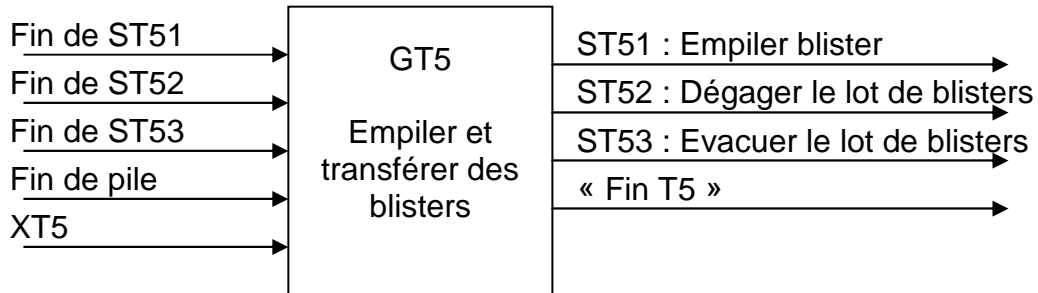 Fin de ST51
Fin de ST52
Fin de ST53
Fin de pile
XT5
GT5
Empiler et
transférer des
blisters
ST51 : Empiler blister
ST52 : Dégager le lot de blisters
ST53 : Evacuer le lot de blisters
« Fin T5 »